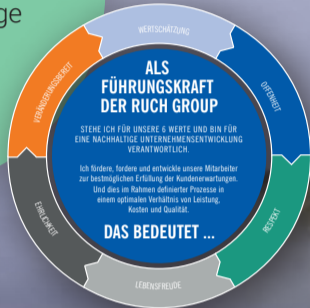 ge
WERTSCHÄTZUNG
OFFENHEIT
RESPEKT
LEBENSFREUDE
EHRLICHKEIT
VERÄNDERUNGSBEREIT
ALS
FÜHRUNGSKRAFT
DER RUCH GROUP
STEHE ICH FÜR UNSERE 6 WERTE UND BIN FÜR
EINE NACHHALTIGE UNTERNEHMENSENTWICKLUNG
VERANTWORTLICH.
Ich fördere, fordere und entwickle unsere Mitarbeiter
zur bestmöglichen Erfüllung der Kundenerwartungen.
Und dies im Rahmen definierter Prozesse in
einem optimalen Verhältnis von Leistung,
Kosten und Qualität.
DAS BEDEUTET ...